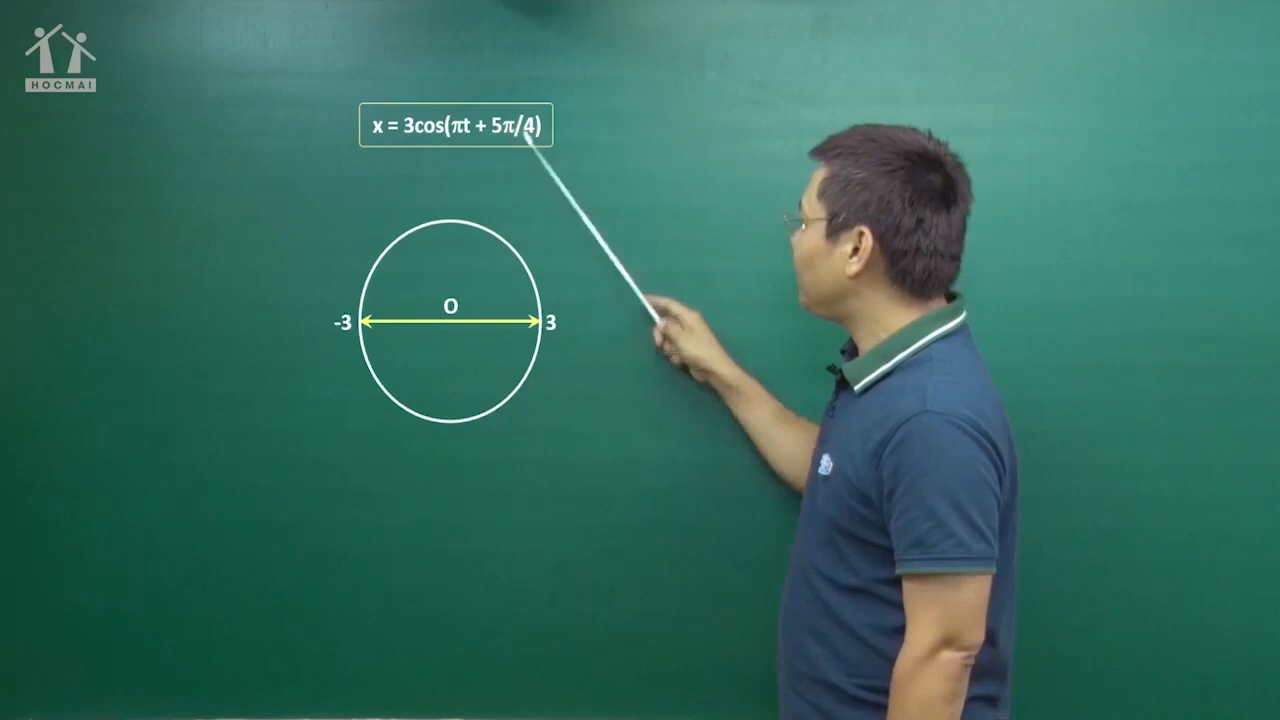 HOCMAI
x = 3cos(πt + 5π/4)
O
-3
3